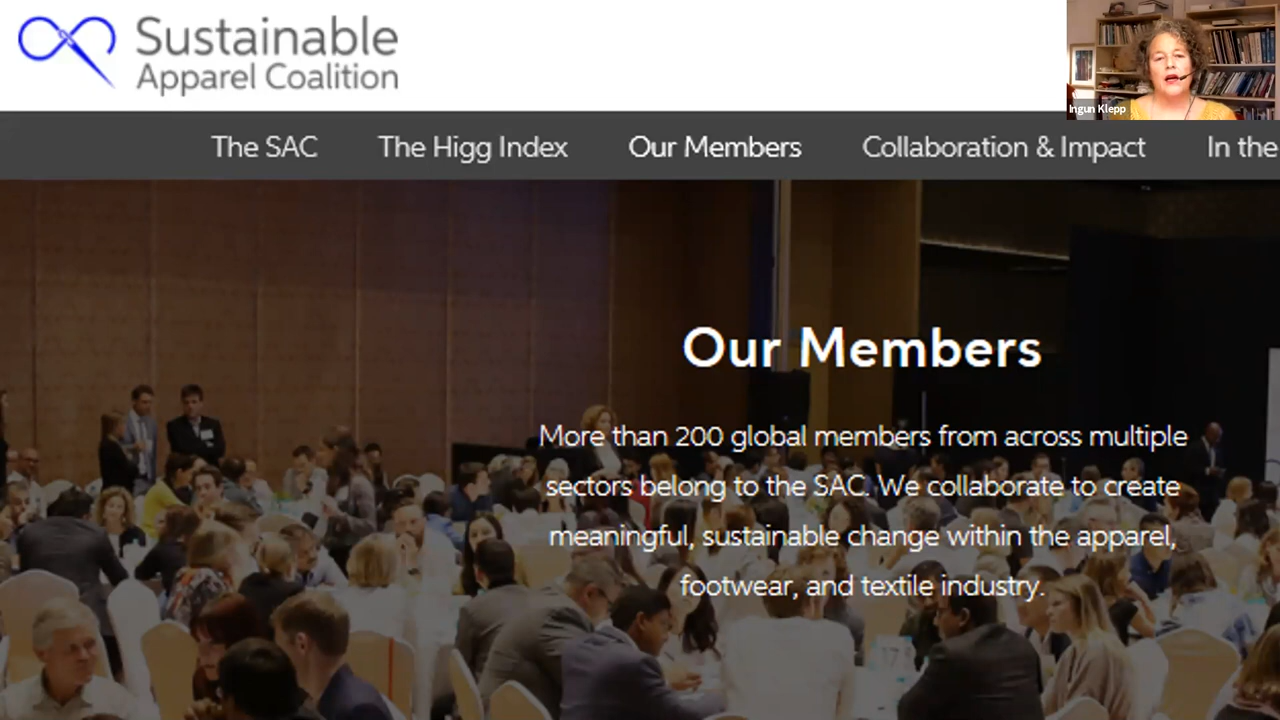 Sustainable
Apparel Coalition
Ingun Klepp
The SAC
The Higg Index
Our Members
Collaboration & Impact
In the
Our Members
More than 200 global members from across multiple
sectors belong to the SAC. We collaborate to create
meaningful, sustainable change within the apparel,
footwear, and textile industry.